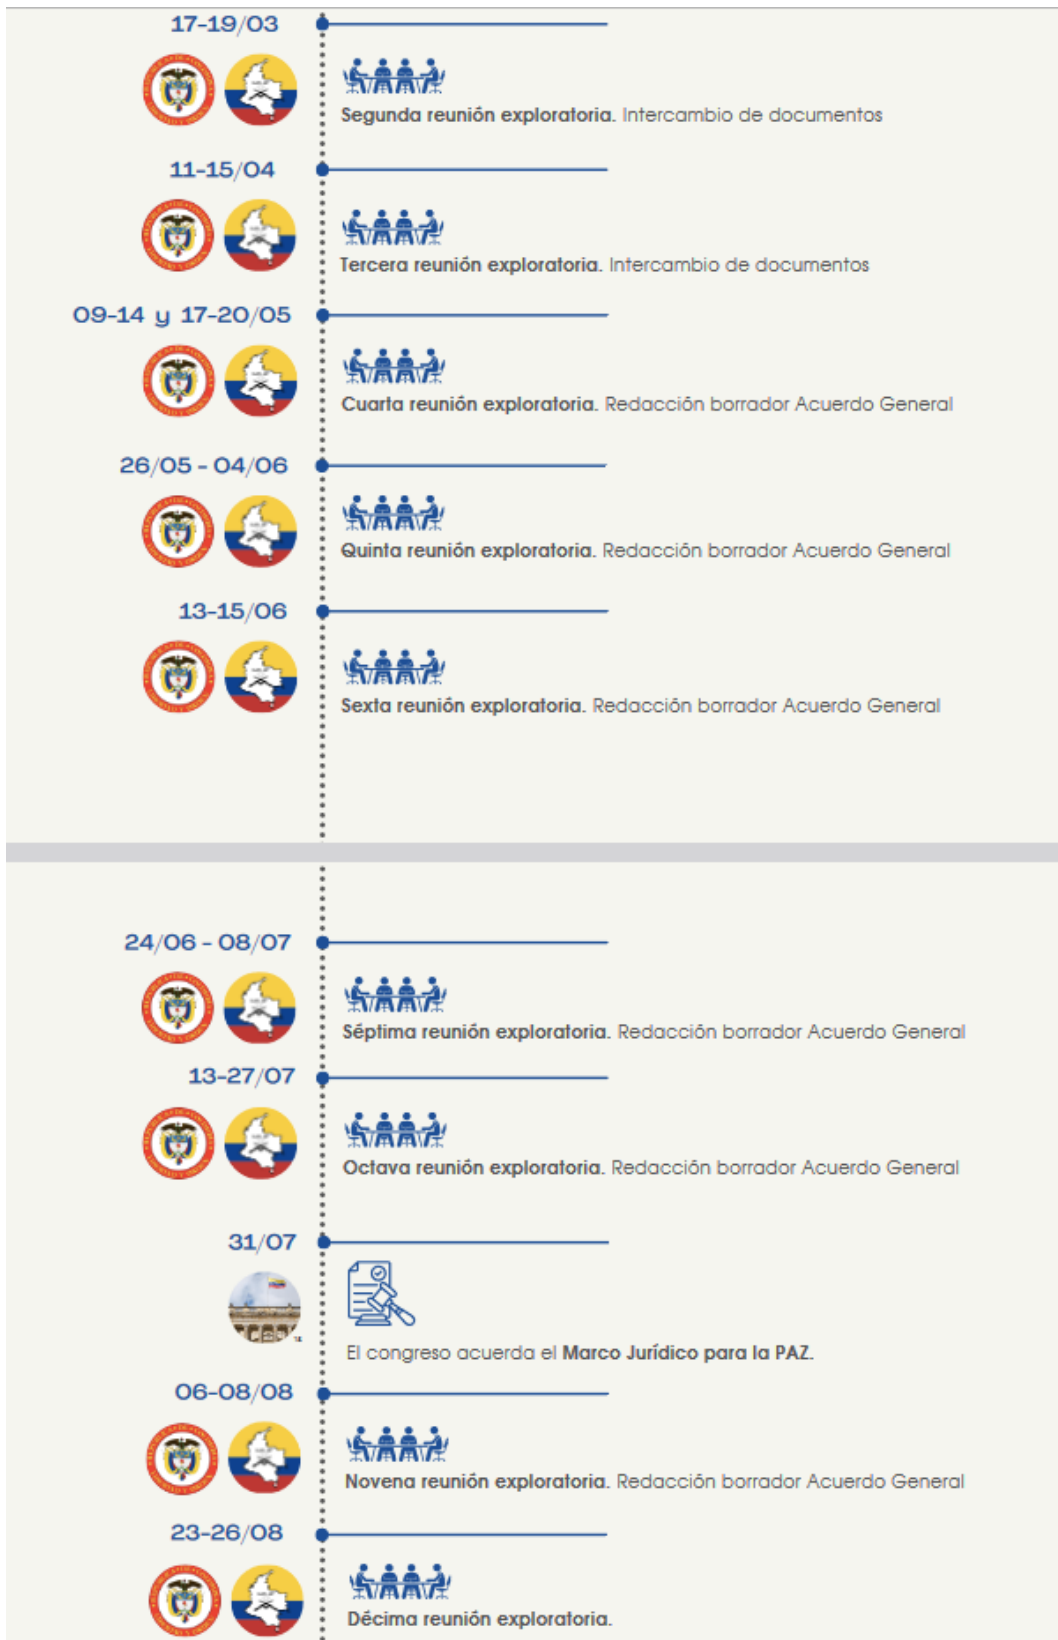 17-19/03
Segunda reunión exploratoria. Intercambio de documentos
11-15/04
Tercera reunión exploratoria. Intercambio de documentos
09-14 y 17-20/05
Cuarta reunión exploratoria. Redacción borrador Acuerdo General
26/05 - 04/06
Quinta reunión exploratoria. Redacción borrador Acuerdo General
13-15/06
Sexta reunión exploratoria. Redacción borrador Acuerdo General
24/06 - 08/07
Séptima reunión exploratoria. Redacción borrador Acuerdo General
13-27/07
Octava reunión exploratoria. Redacción borrador Acuerdo General
31/07
El congreso acuerda el Marco Jurídico para la PAZ.
06-08/08
Novena reunión exploratoria. Redacción borrador Acuerdo General
23-26/08
Décima reunión exploratoria.